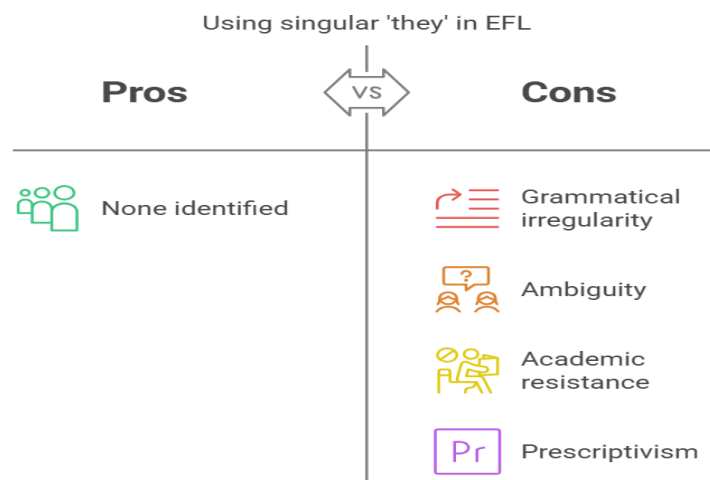 Using singular 'they' in EFL
Pros
VS
Cons
None identified
Grammatical
irregularity
?
Ambiguity
Academic
resistance
Pr
Prescriptivism